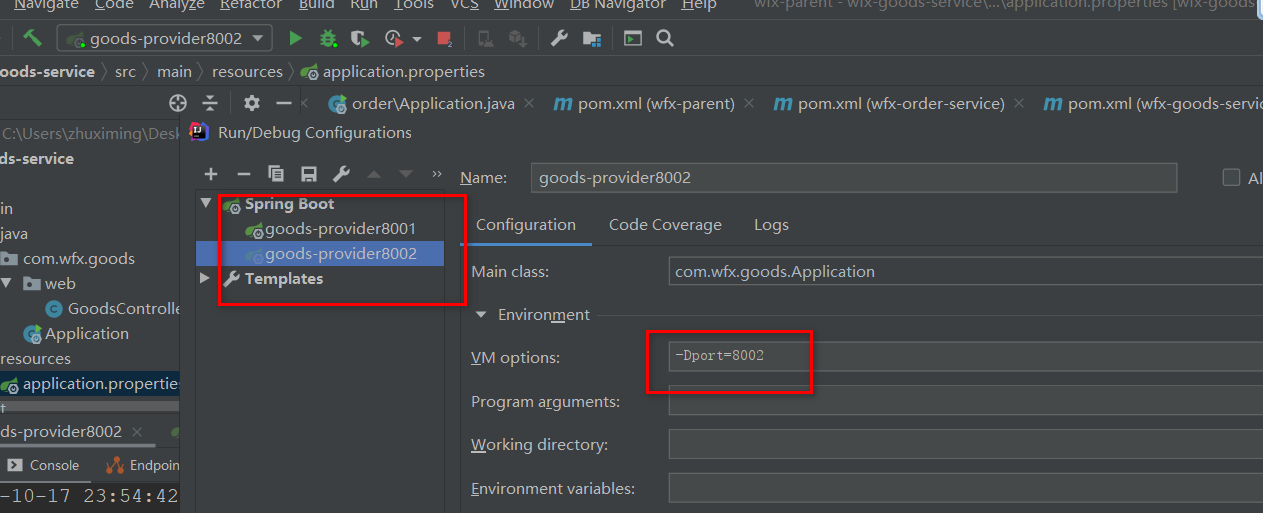 Navigate Code Analyze Refactor Build Run Tools VCS Window DB Navigator Help wfx-parent - wfx-goods-service\...\application.properties [wfx-goods
goods-provider8002
oods-service src main resources application.properties
order\Application.java pom.xml (wfx-parent) pom.xml (wfx-order-service) pom.xml (wfx-goods-servic
C:\Users\zhuximing\Desk
Run/Debug Configurations
ds-service
Name: goods-provider8002 Al
Spring Boot
in
Configuration Code Coverage Logs
goods-provider8001
java
goods-provider8002
com.wfx.goods
Main class: com.wfx.goods.Application
Templates
web
GoodsControlle
Environment
Application
resources
VM options: -Dport=8002
application.propertie
Program arguments:
t
ds-provider8002
Working directory:
Console Endpoin
Environment variables:
-10-17 23:54:42